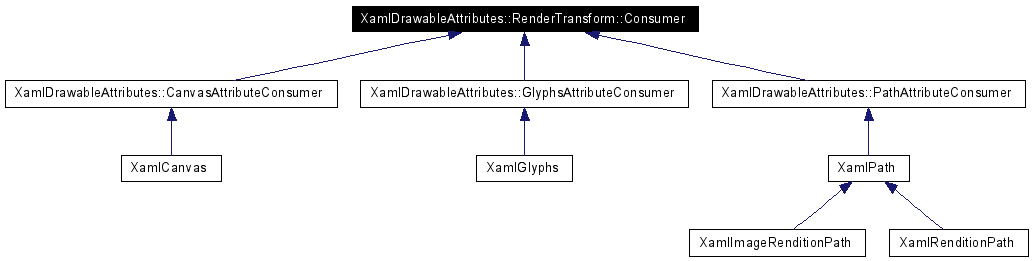 XamlDrawableAttributes::RenderTransform::Consumer
XamlDrawableAttributes::CanvasAttributeConsumer
XamlDrawableAttributes::GlyphsAttributeConsumer
XamlDrawableAttributes::PathAttributeConsumer
XamlCanvas
XamlGlyphs
XamlPath
XamlImageRenditionPath
XamlRenditionPath